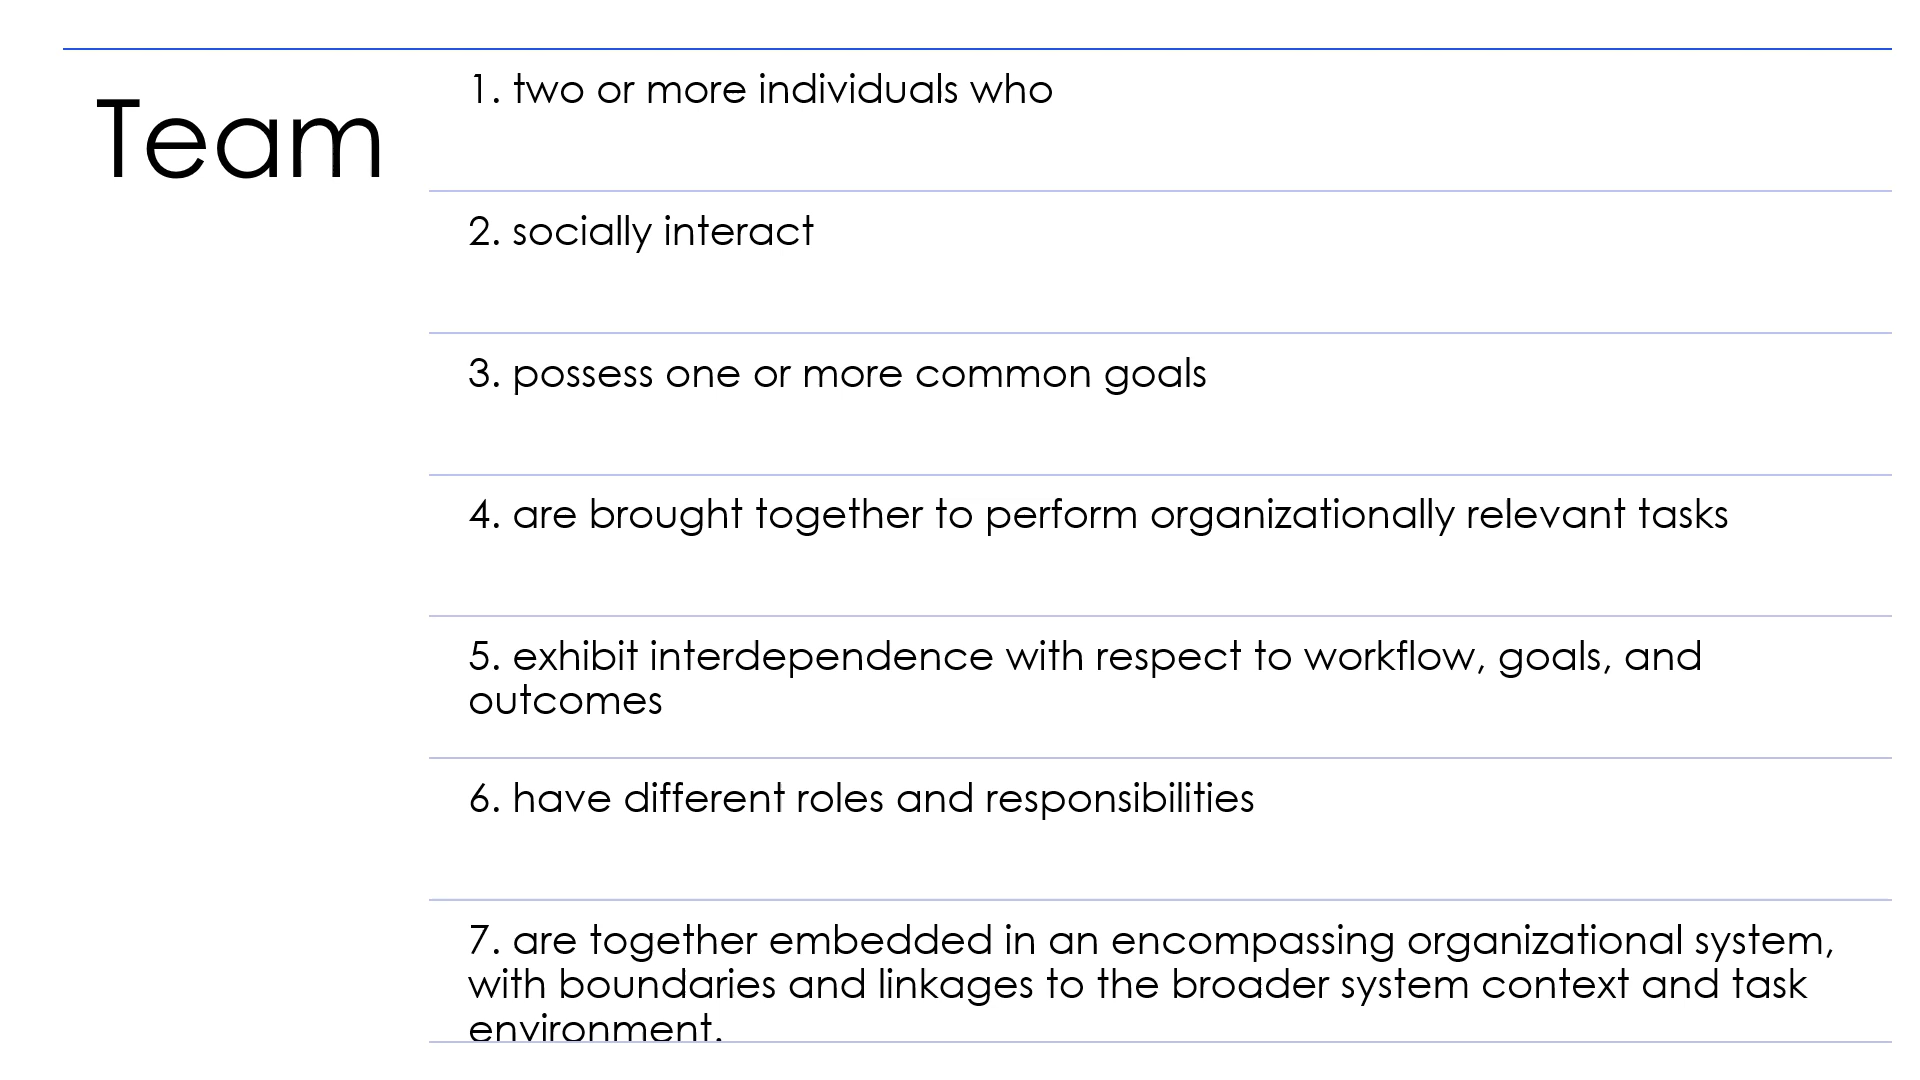 Team
1. two or more individuals who
2. socially interact
3. possess one or more common goals
4. are brought together to perform organizationally relevant tasks
5. exhibit interdependence with respect to workflow, goals, and
outcomes
6. have different roles and responsibilities
7. are together embedded in an encompassing organizational system,
with boundaries and linkages to the broader system context and task
environment.